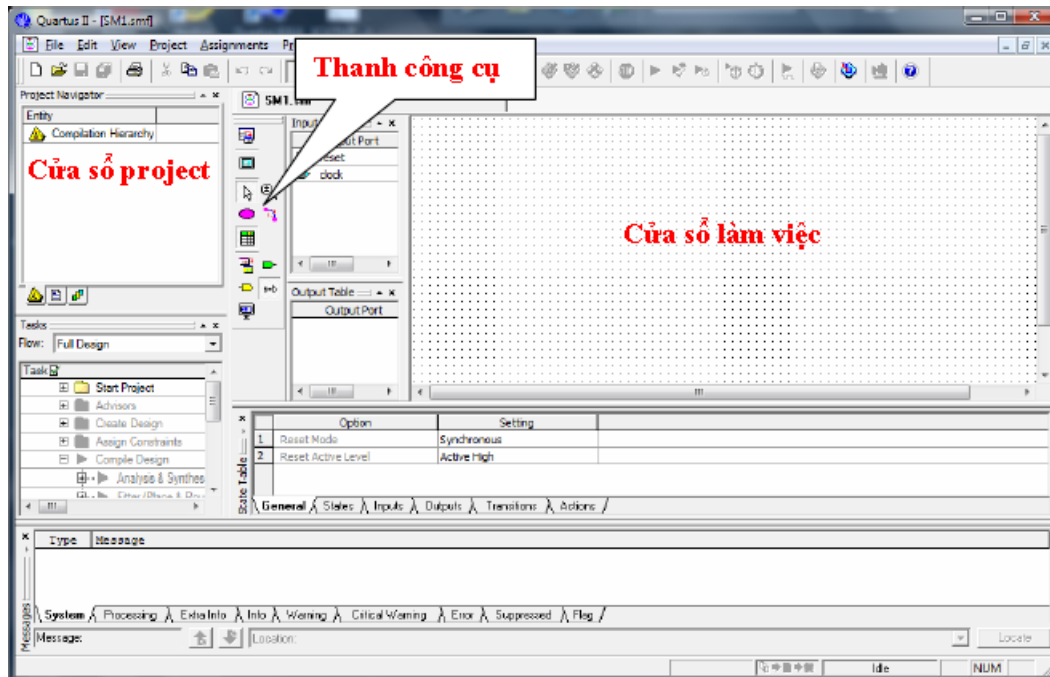 Quartus II - [SM1.smf]
File Edit View Project Assignments
Thanh công cụ
Project Navigator
SM1.smf
Entity
Compilation Hierarchy
Cửa sổ project
Input Port
reset
clock
Cửa sổ làm việc
Output Table
Output Port
Tasks
Flow: Full Design
Task
Start Project
Advisors
Create Design
Assign Constraints
Compile Design
Analysis & Synthes
Fitter (Place & Rou
Option Setting
1 Reset Mode Synchronous
2 Reset Active Level Active High
State Table
General States Inputs Outputs Transitions Actions
Type Message
System Processing Extra Info Info Warning Critical Warning Error Suppressed Flag
Messages
Message: Location: Locate
Idle NUM